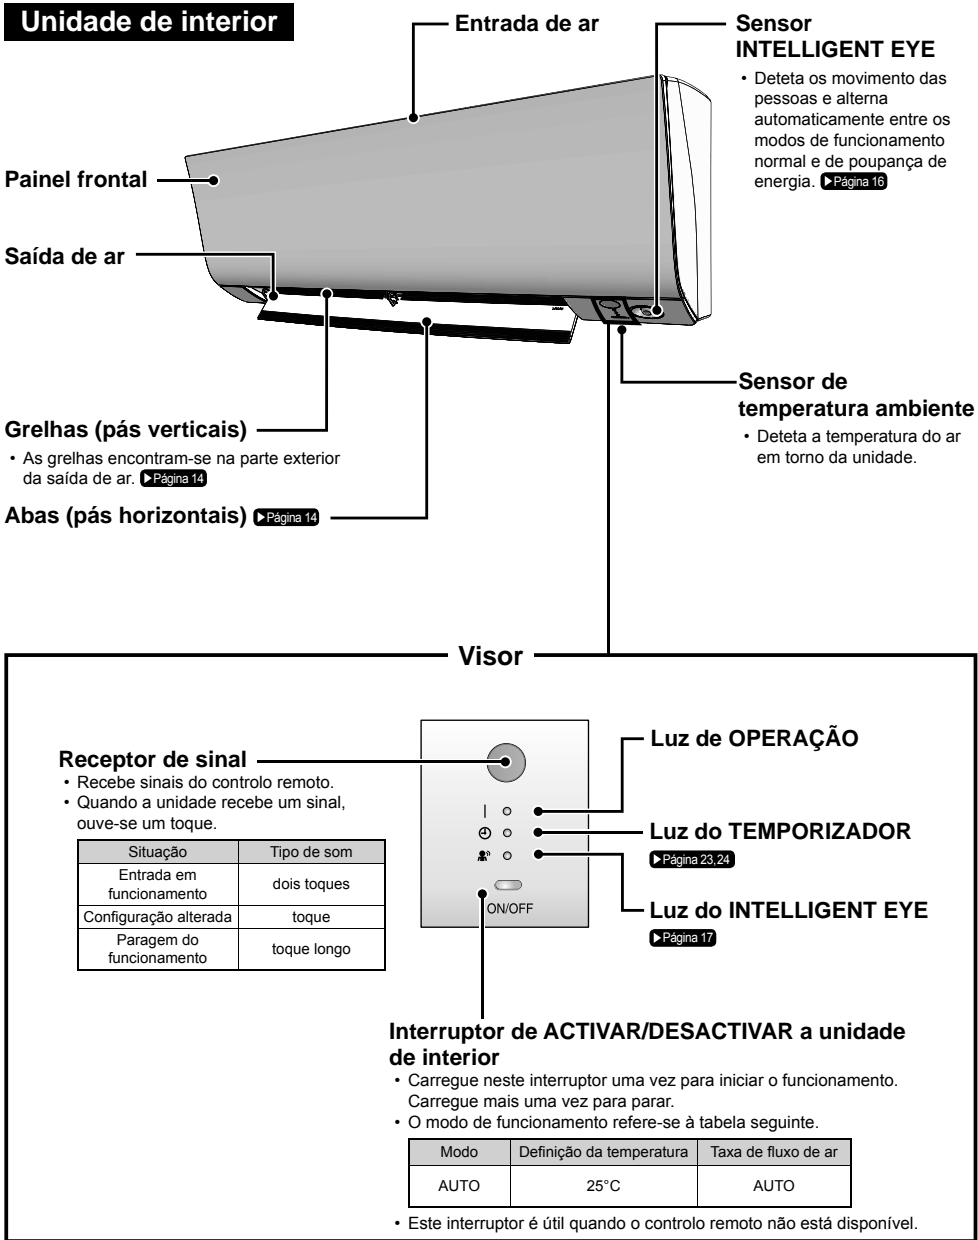 Unidade de interior
Entrada de ar
Sensor
INTELLIGENT EYE
• Deteta os movimento das
pessoas e alterna
automaticamente entre os
modos de funcionamento
normal e de poupança de
energia. ▶Página 16
Painel frontal
Saída de ar
Sensor de
temperatura ambiente
• Deteta a temperatura do ar
em torno da unidade.
Grelhas (pás verticais)
• As grelhas encontram-se na parte exterior
da saída de ar. ▶Página 14
Abas (pás horizontais) ▶Página 14
Visor
Receptor de sinal
• Recebe sinais do controlo remoto.
• Quando a unidade recebe um sinal,
ouve-se um toque.
Situação Tipo de som
Entrada em
funcionamento dois toques
Configuração alterada toque
Paragem do
funcionamento toque longo
ON/OFF
Luz de OPERAÇÃO
Luz do TEMPORIZADOR
▶Página 23,24
Luz do INTELLIGENT EYE
▶Página 17
Interruptor de ACTIVAR/DESACTIVAR a unidade
de interior
• Carregue neste interruptor uma vez para iniciar o funcionamento.
Carregue mais uma vez para parar.
• O modo de funcionamento refere-se à tabela seguinte.
Modo Definição da temperatura Taxa de fluxo de ar
AUTO 25°C AUTO
• Este interruptor é útil quando o controlo remoto não está disponível.